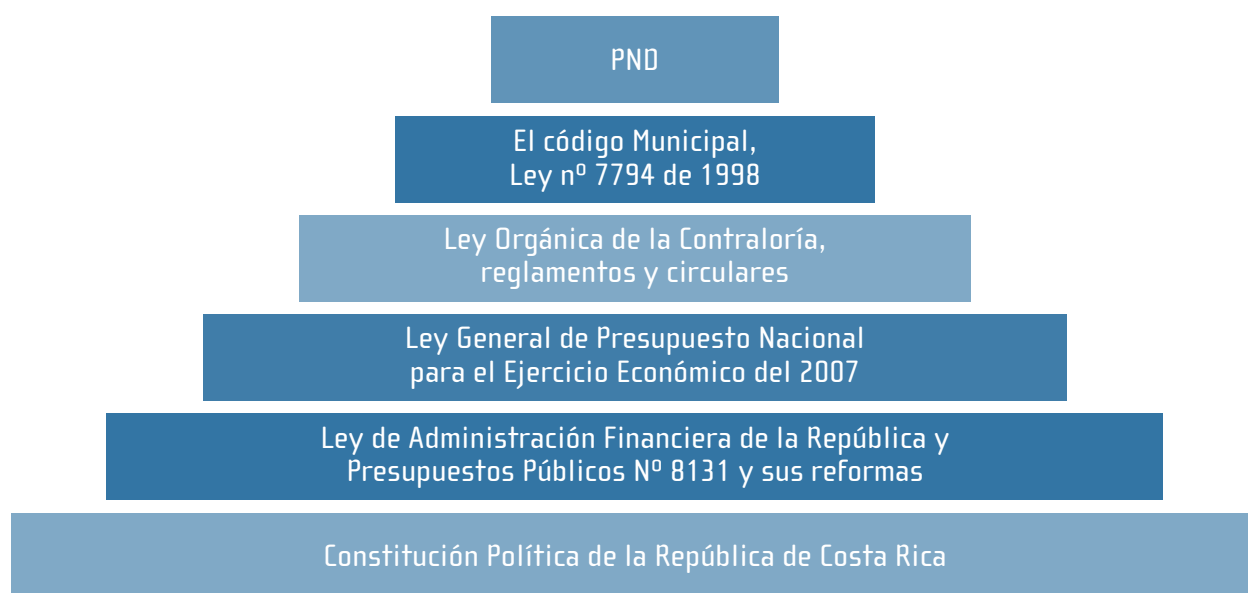 PND
El código Municipal,
Ley nº 7794 de 1998
Ley Orgánica de la Contraloría,
reglamentos y circulares
Ley General de Presupuesto Nacional
para el Ejercicio Económico del 2007
Ley de Administración Financiera de la República y
Presupuestos Públicos Nº 8131 y sus reformas
Constitución Política de la República de Costa Rica